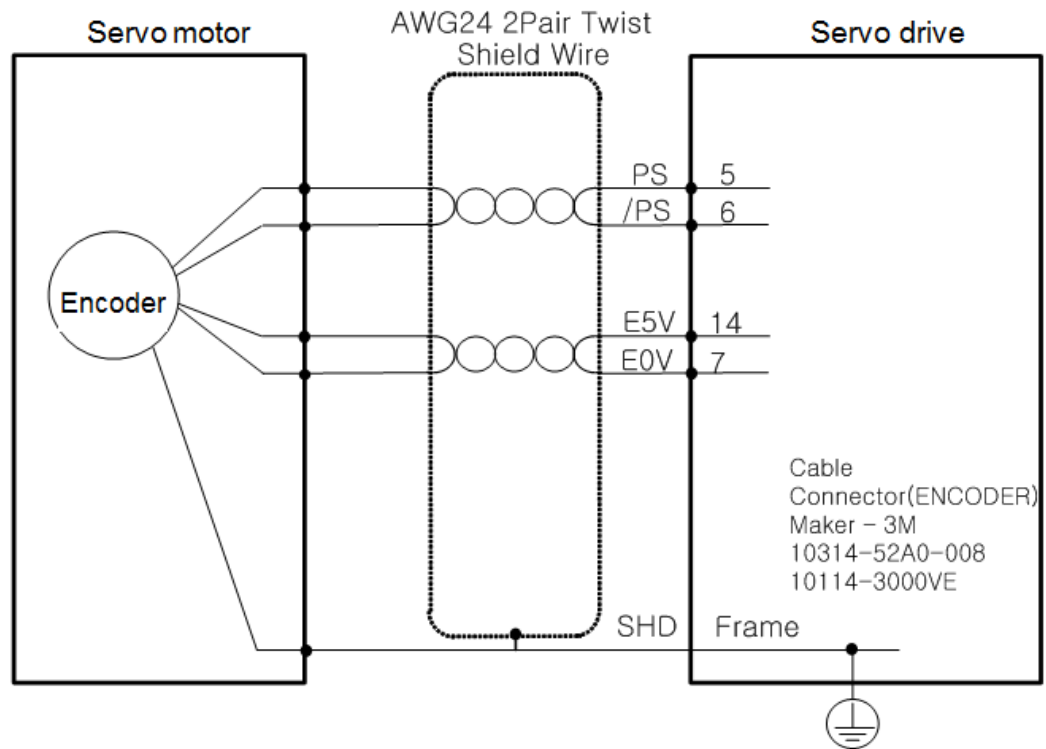 Servo motor
AWG24 2Pair Twist
Shield Wire
Servo drive
PS 5
/PS 6
Encoder
E5V 14
E0V 7
Cable
Connector(ENCODER)
Maker - 3M
10314-52A0-008
10114-3000VE
SHD Frame